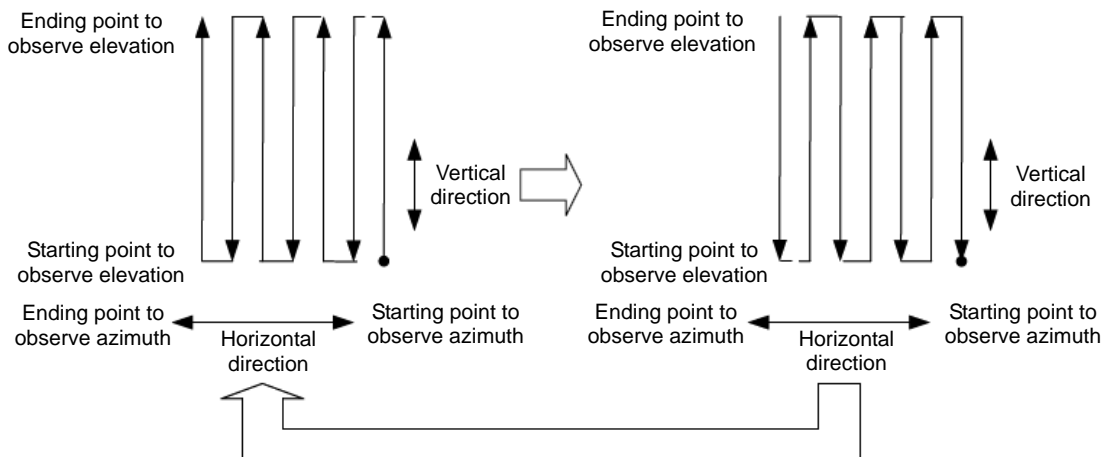 Ending point to
observe elevation
Vertical
direction
Starting point to
observe elevation
Ending point to
observe azimuth
Horizontal
direction
Starting point to
observe azimuth
Ending point to
observe elevation
Vertical
direction
Starting point to
observe elevation
Ending point to
observe azimuth
Horizontal
direction
Starting point to
observe azimuth